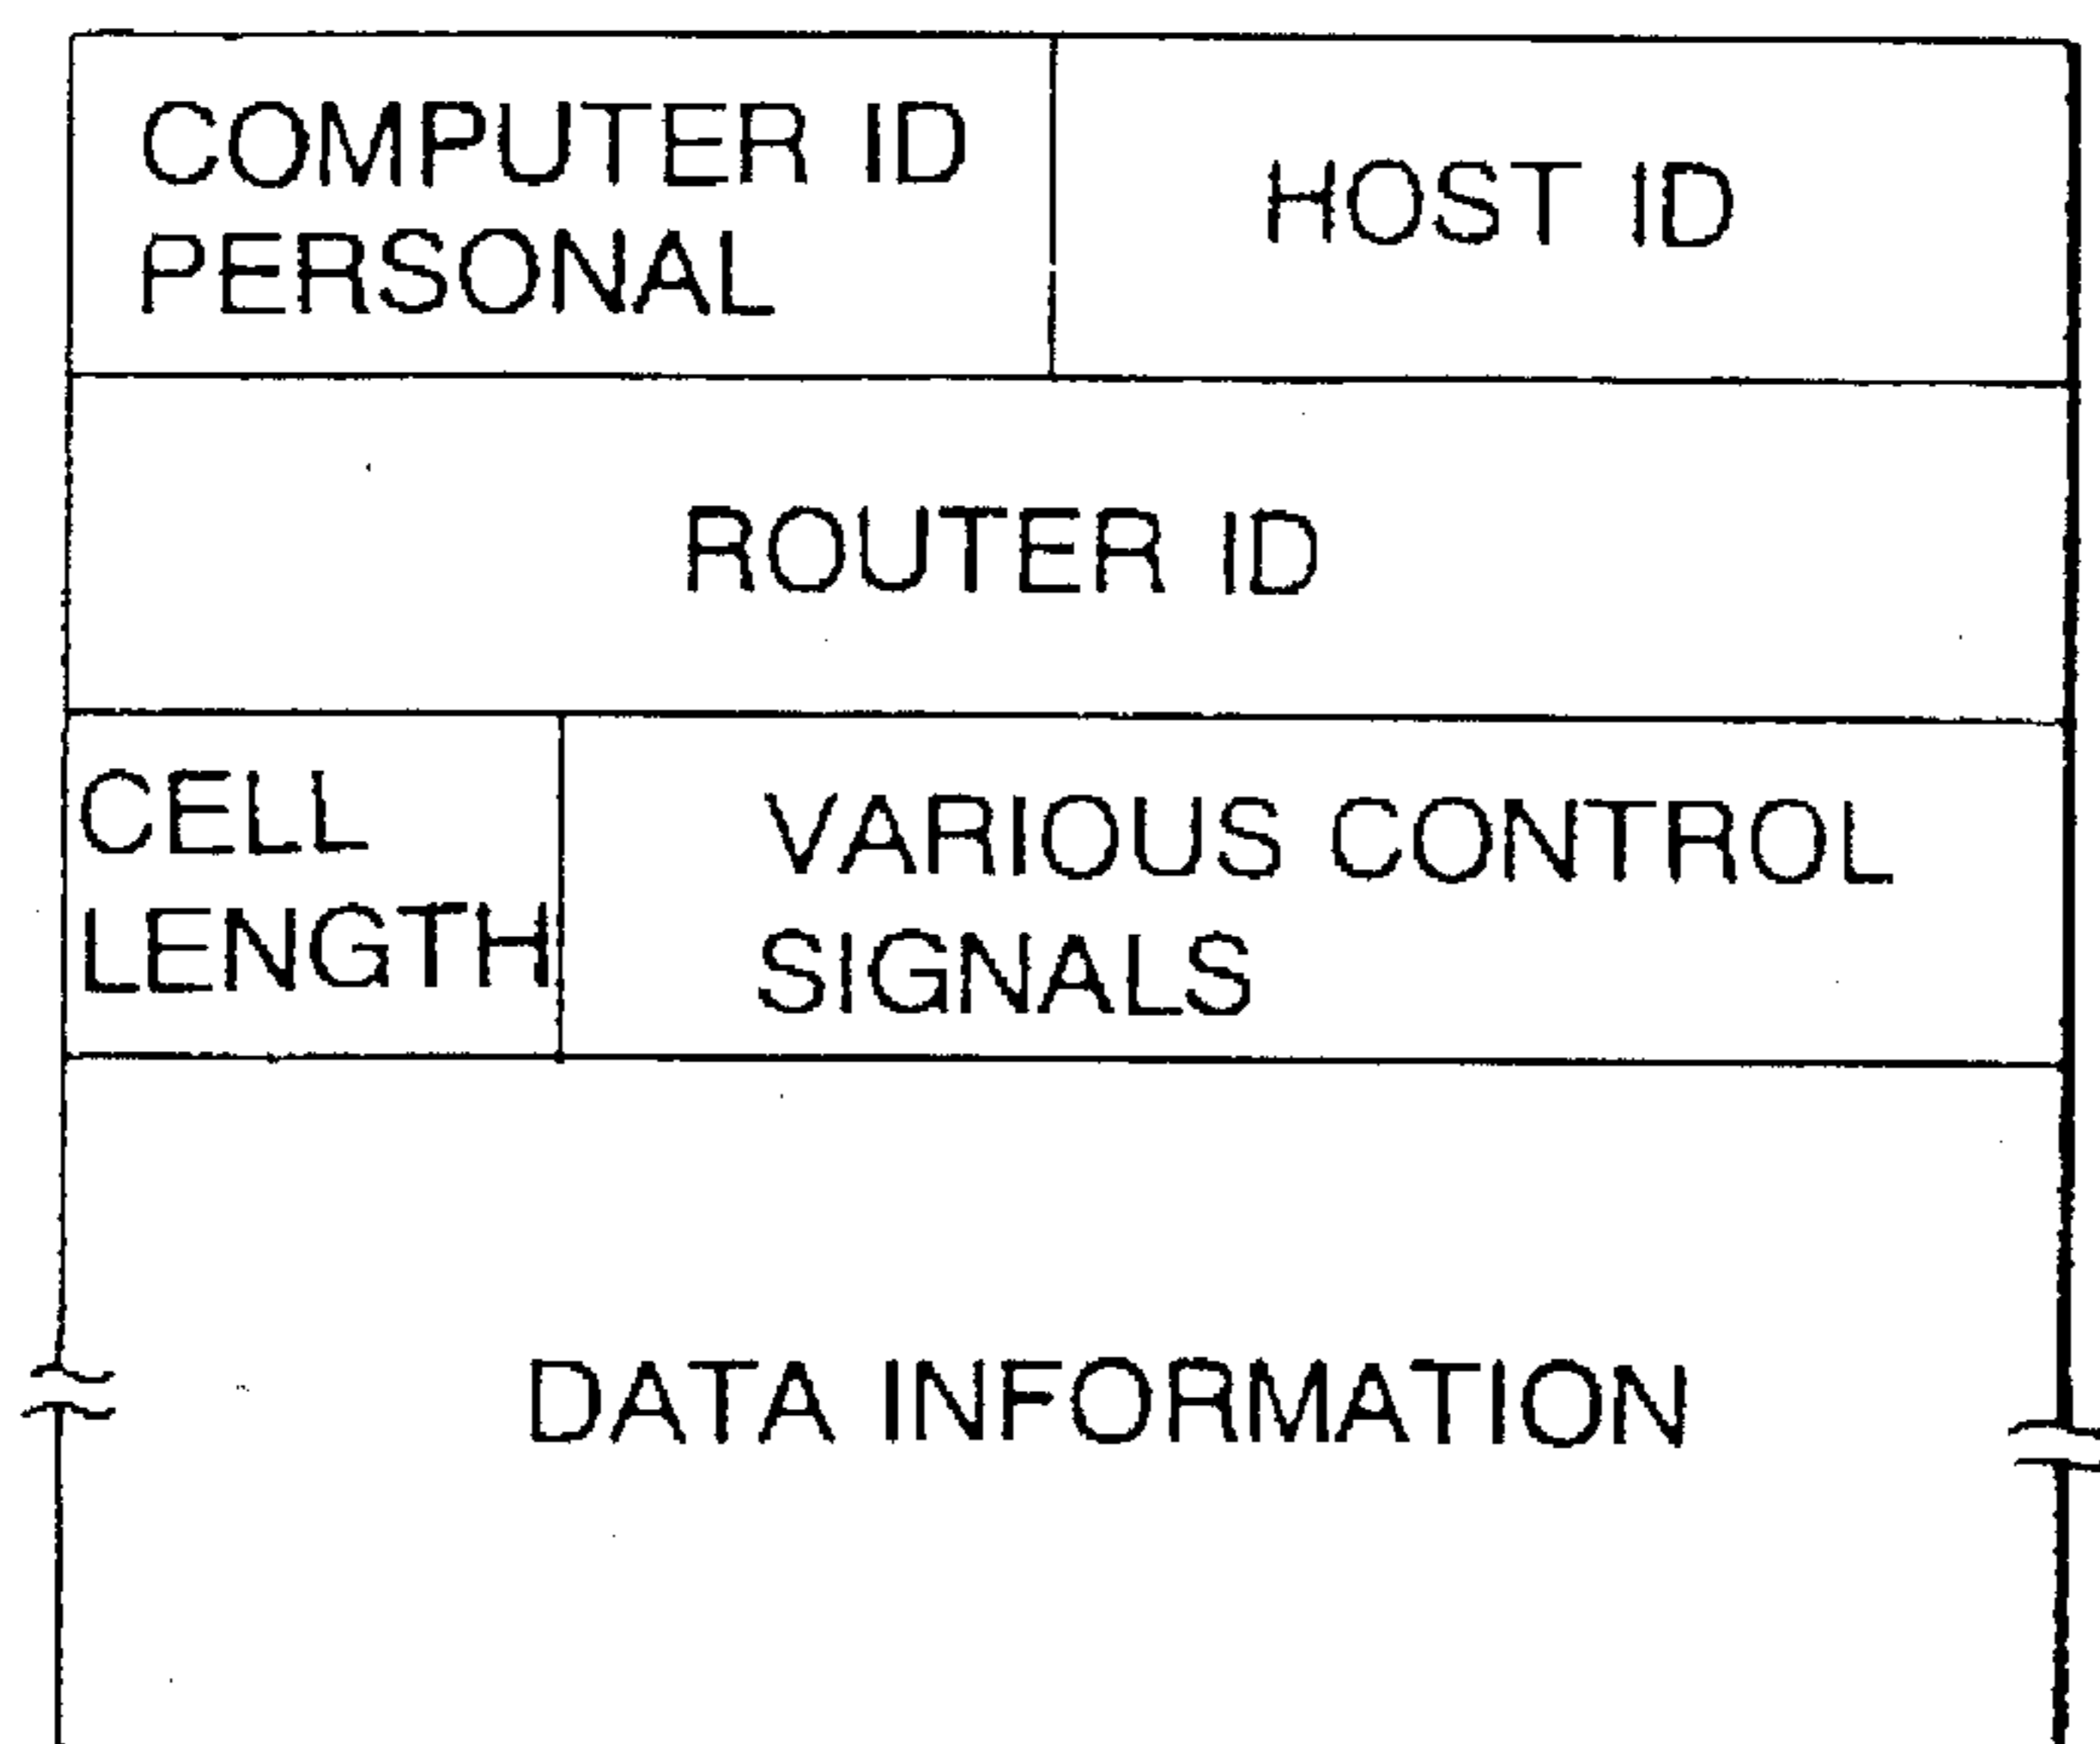 COMPUTER ID
PERSONAL
HOST ID
ROUTER ID
CELL
LENGTH
VARIOUS CONTROL
SIGNALS
DATA INFORMATION